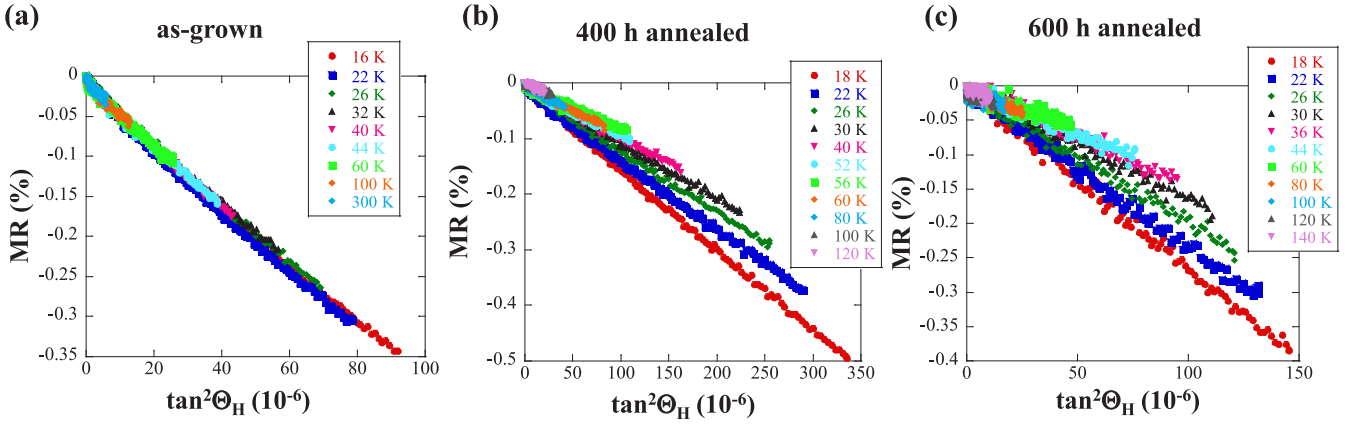 (a)
as-grown
16 K
22 K
26 K
32 K
40 K
44 K
60 K
100 K
300 K
0
-0.05
-0.1
-0.15
-0.2
-0.25
-0.3
-0.35
MR (%)
0 20 40 60 80 100
tan²Θ_H (10⁻⁶)
(b)
400 h annealed
18 K
22 K
26 K
30 K
40 K
52 K
56 K
60 K
80 K
100 K
120 K
0
-0.1
-0.2
-0.3
-0.4
-0.5
MR (%)
0 50 100 150 200 250 300 350
tan²Θ_H (10⁻⁶)
(c)
600 h annealed
18 K
22 K
26 K
30 K
36 K
44 K
60 K
80 K
100 K
120 K
140 K
0
-0.05
-0.1
-0.15
-0.2
-0.25
-0.3
-0.35
-0.4
MR (%)
0 50 100 150
tan²Θ_H (10⁻⁶)